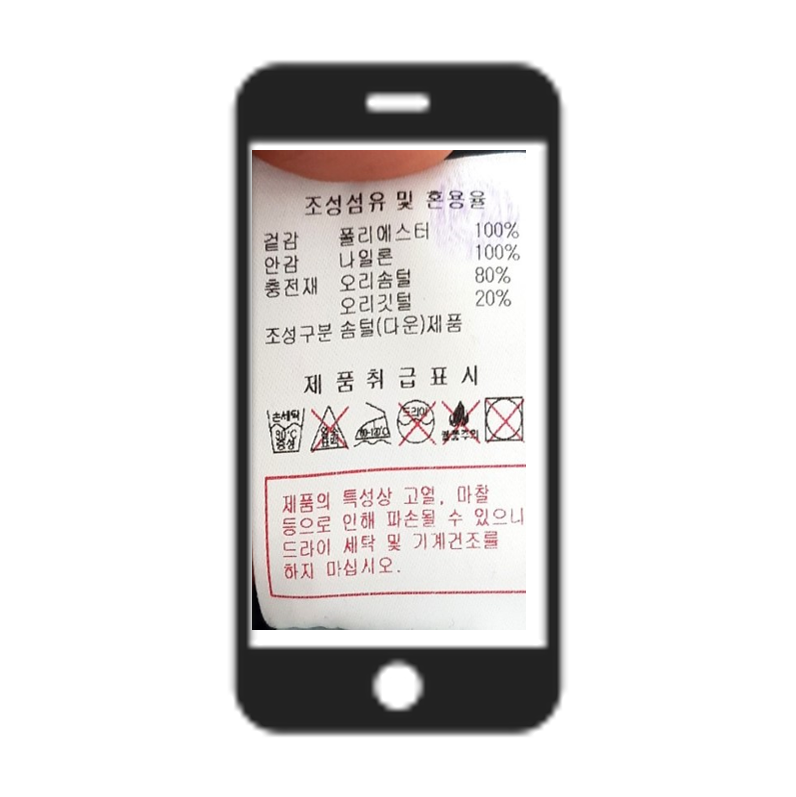 조성섬유 및 혼용율
겉감 폴리에스터 100%
안감 나일론 100%
충전재 오리솜털 80%
오리깃털 20%
조성구분 솜털(다운)제품
제 품 취 급 표 시
손세탁 30℃ 중성
염소 표백
80-120℃
드라이
제품의 특성상 고열, 마찰
등으로 인해 파손될 수 있으니
드라이 세탁 및 기계건조를
하지 마십시오.